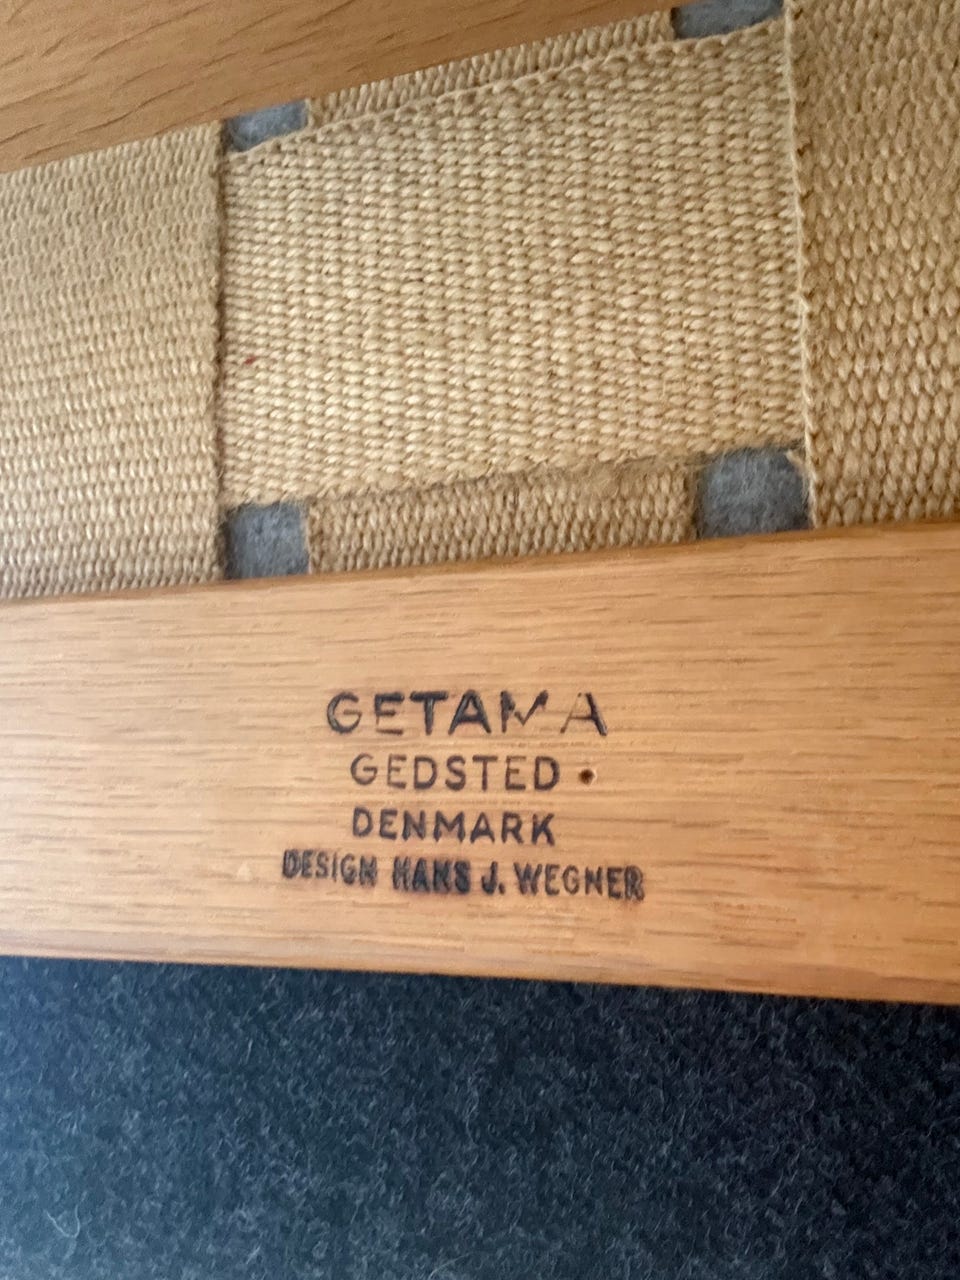 GETAMA
GEDSTED
DENMARK
DESIGN HANS J. WEGNER